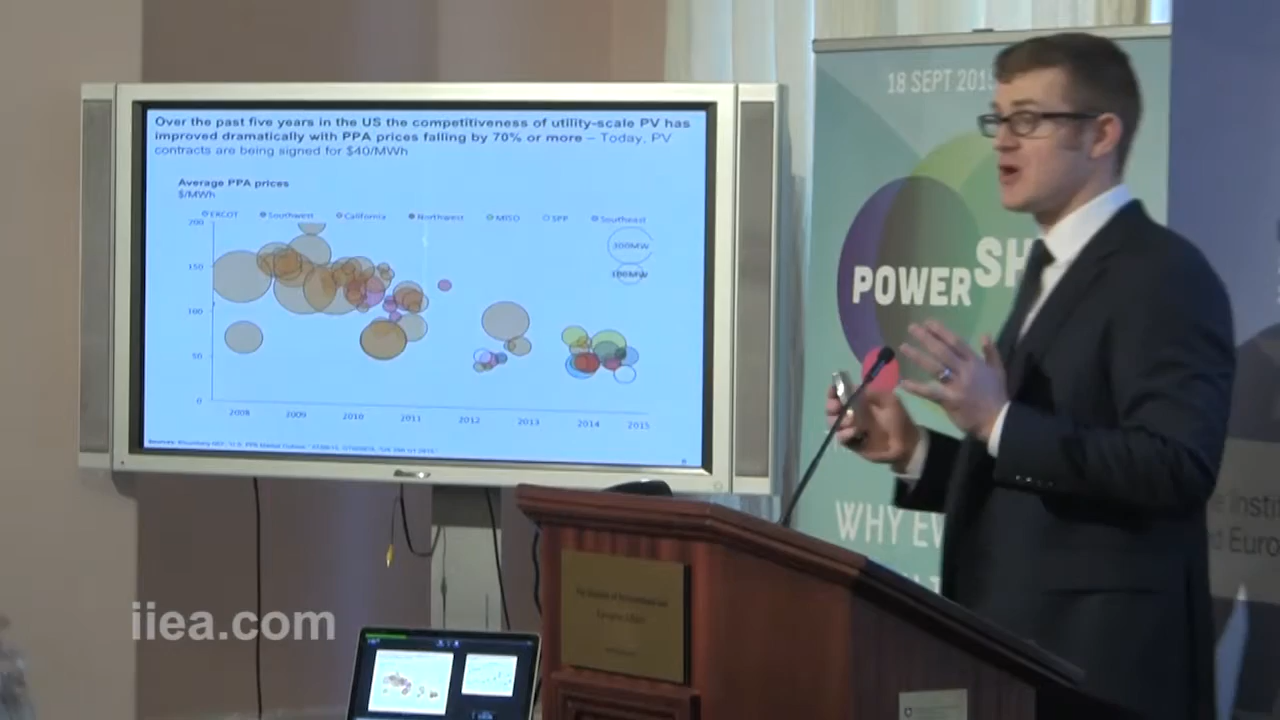 Over the past five years in the US the competitiveness of utility-scale PV has
improved dramatically with PPA prices falling by 70% or more – Today, PV
contracts are being signed for $40/MWh
Average PPA prices
$/MWh
ERCOT Southwest California Northwest MISO SPP Southeast
200
150
100
50
0
300MW
100MW
2008 2009 2010 2011 2012 2013 2014 2015
18 SEPT 2015
POWER
SH
WHY
Euro
iiea.com